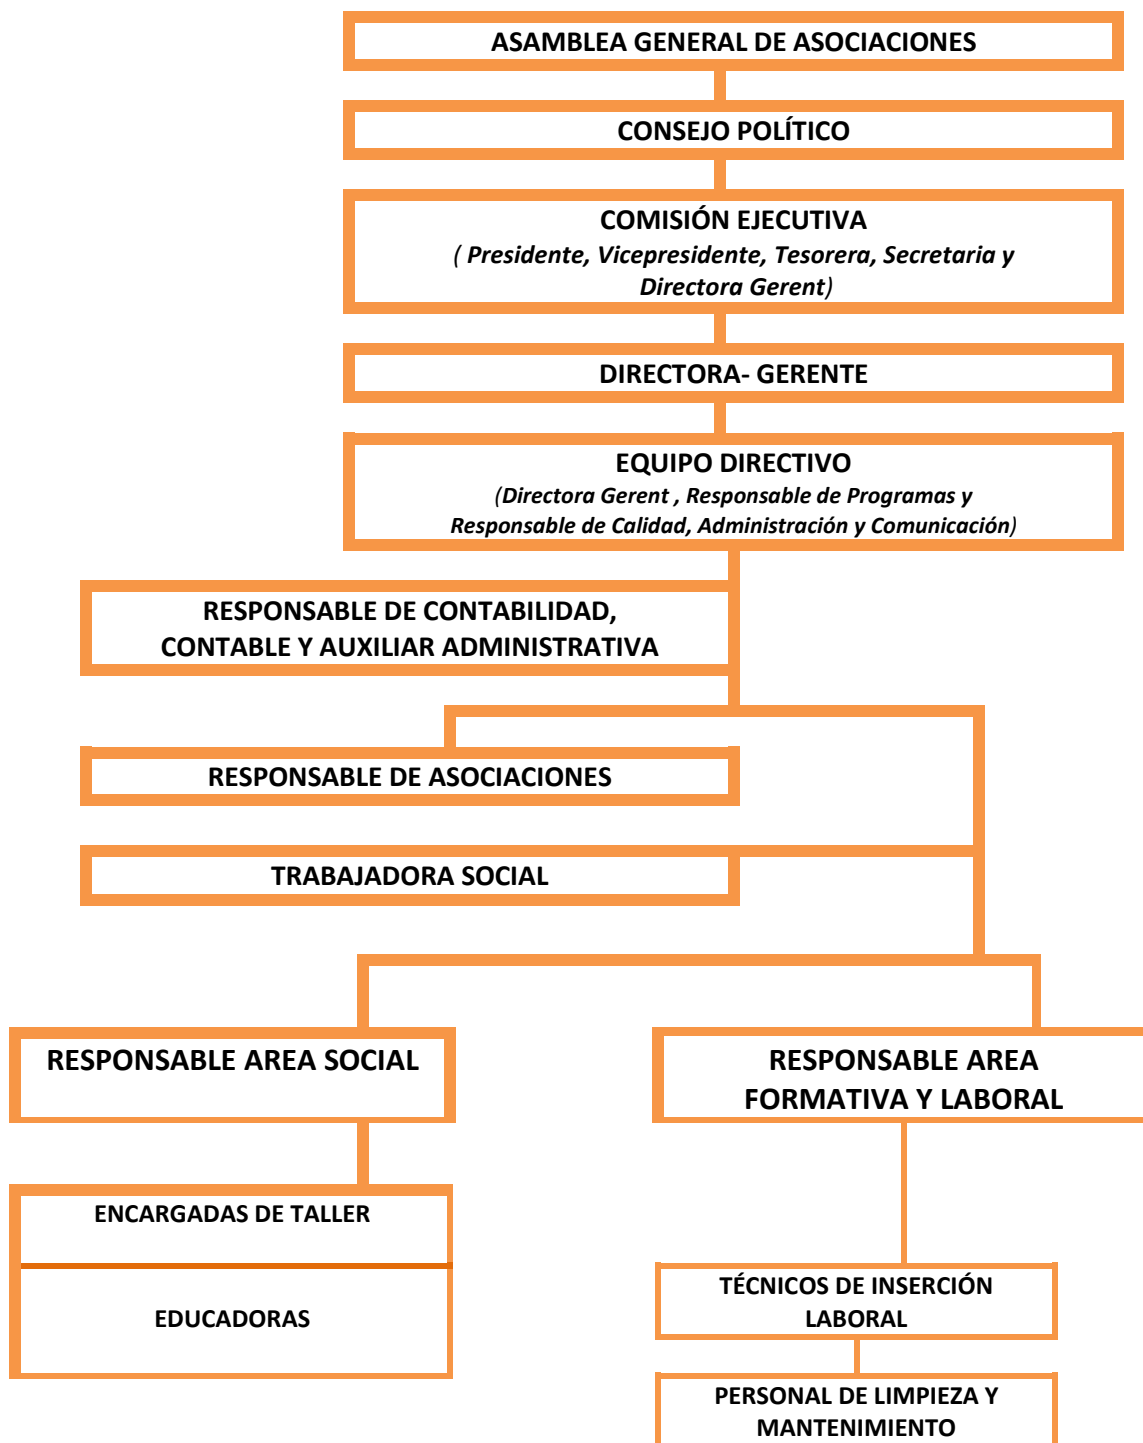 ASAMBLEA GENERAL DE ASOCIACIONES
CONSEJO POLÍTICO
COMISIÓN EJECUTIVA
( Presidente, Vicepresidente, Tesorera, Secretaria y
Directora Gerent)
DIRECTORA- GERENTE
EQUIPO DIRECTIVO
(Directora Gerent , Responsable de Programas y
Responsable de Calidad, Administración y Comunicación)
RESPONSABLE DE CONTABILIDAD,
CONTABLE Y AUXILIAR ADMINISTRATIVA
RESPONSABLE DE ASOCIACIONES
TRABAJADORA SOCIAL
RESPONSABLE AREA SOCIAL
RESPONSABLE AREA
FORMATIVA Y LABORAL
ENCARGADAS DE TALLER
EDUCADORAS
TÉCNICOS DE INSERCIÓN
LABORAL
PERSONAL DE LIMPIEZA Y
MANTENIMIENTO